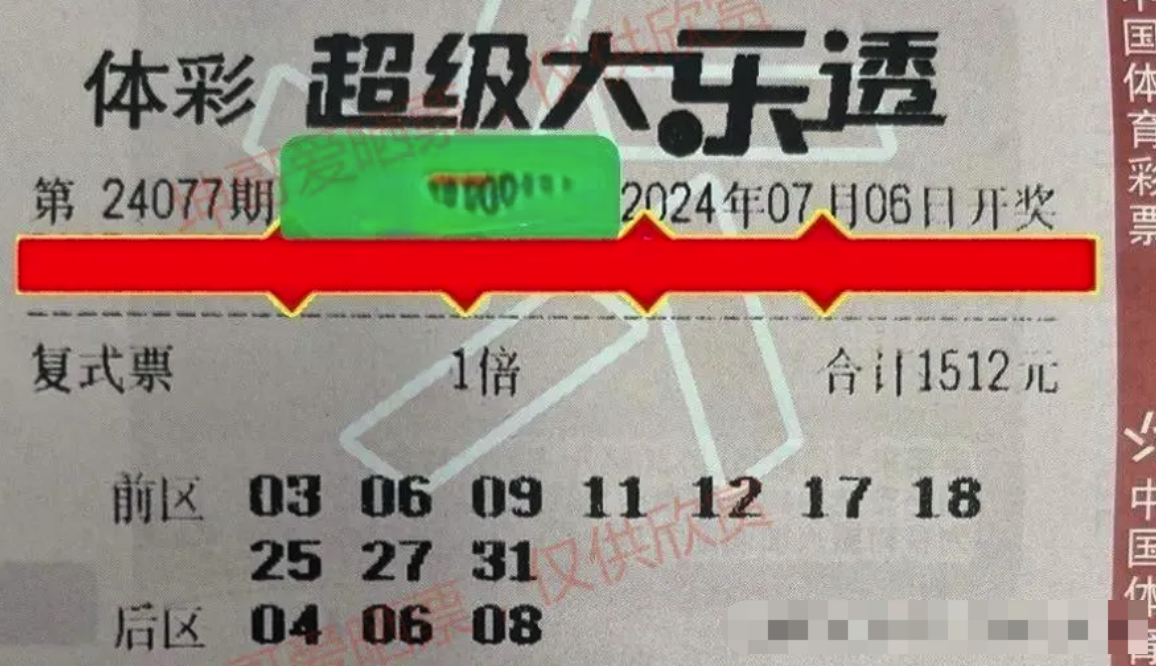 体彩 超级大乐透
第 24077期 2024年07月06日开奖
复式票 1倍 合计1512元
前区 03 06 09 11 12 17 18
25 27 31
后区 04 06 08
仅供欣赏
仅供欣赏
中国体育彩票
中国体育